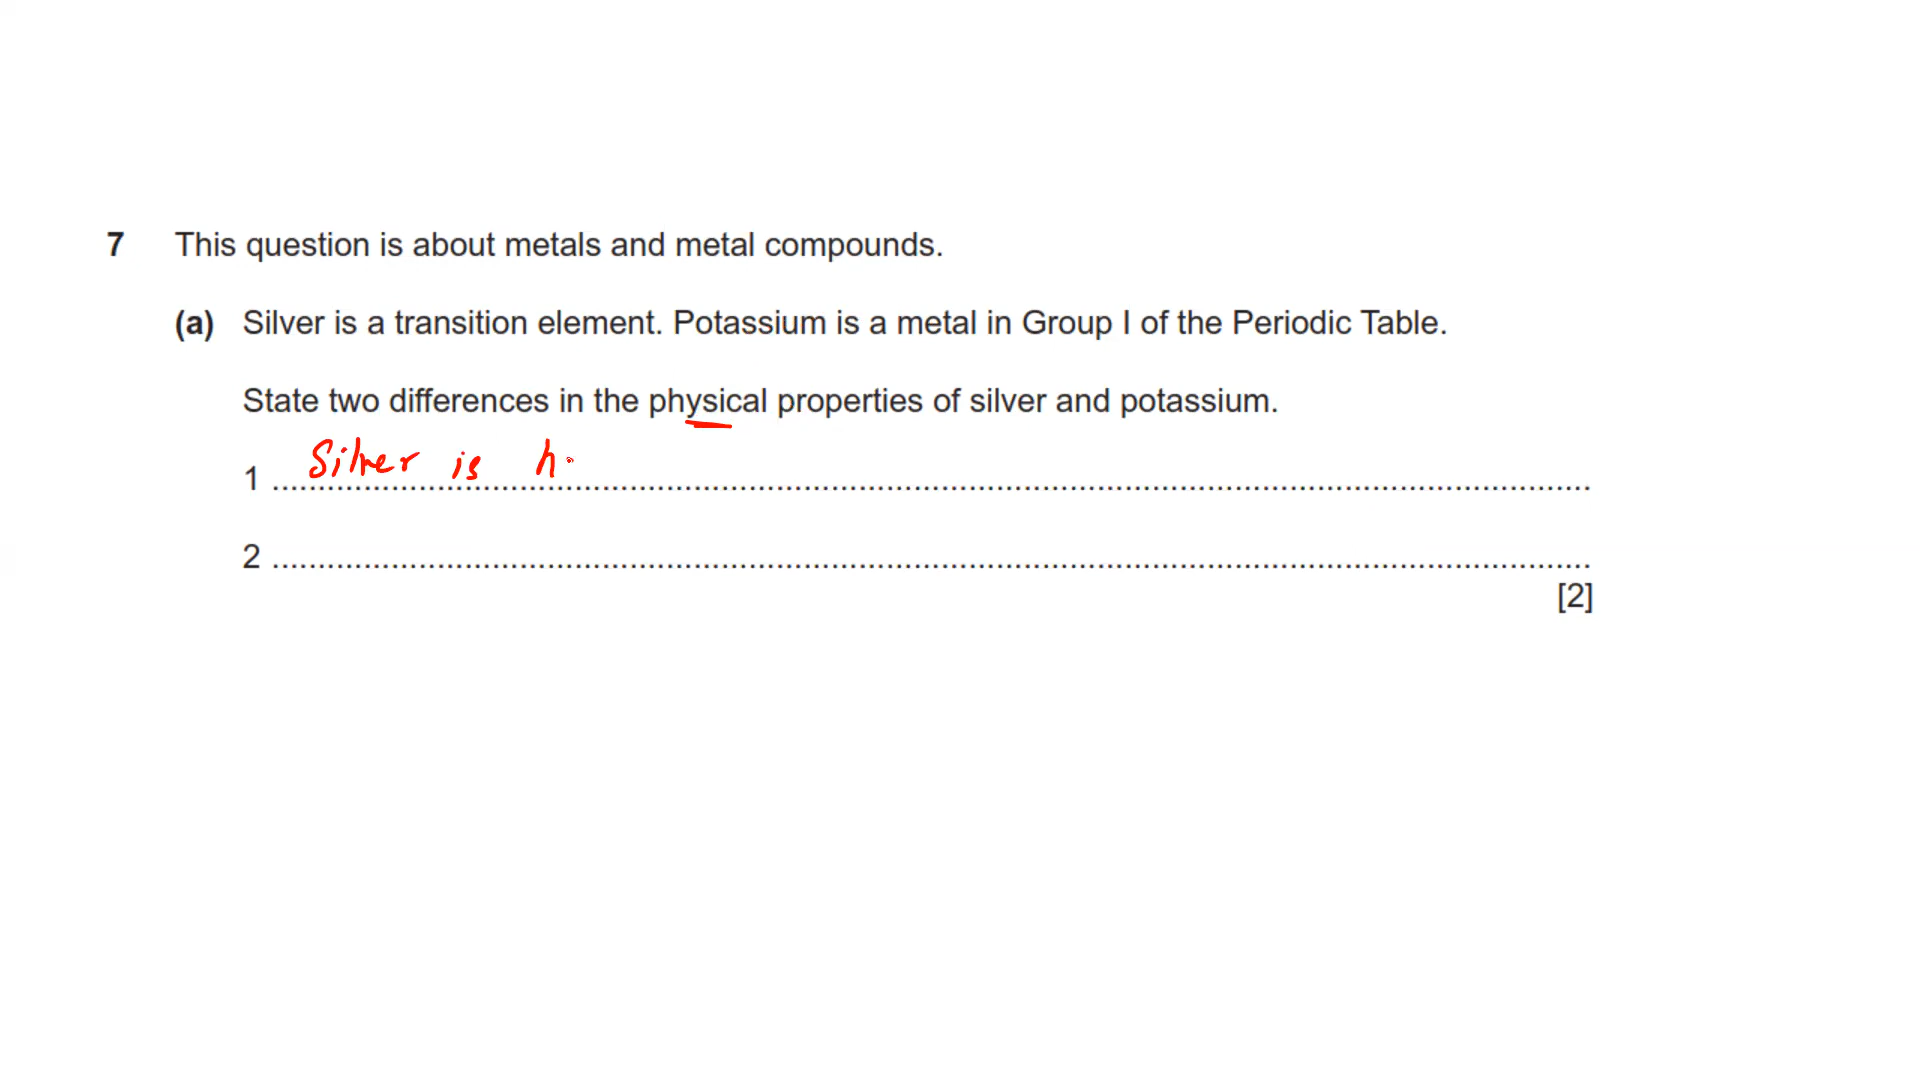 7 This question is about metals and metal compounds.
(a) Silver is a transition element. Potassium is a metal in Group I of the Periodic Table.
State two differences in the physical properties of silver and potassium.
1 Silver is h
2
[2]